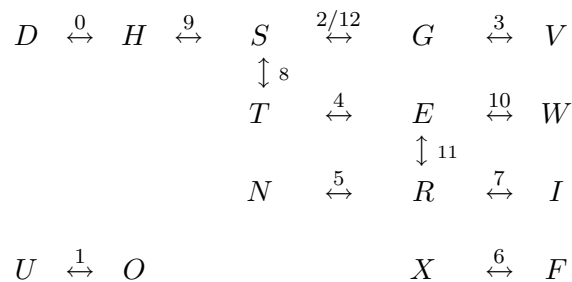 D 0 ↔ H 9 ↔ S 2/12 ↔ G 3 ↔ V
↕ 8
T 4 ↔ E 10 ↔ W
↕ 11
N 5 ↔ R 7 ↔ I
U 1 ↔ O X 6 ↔ F